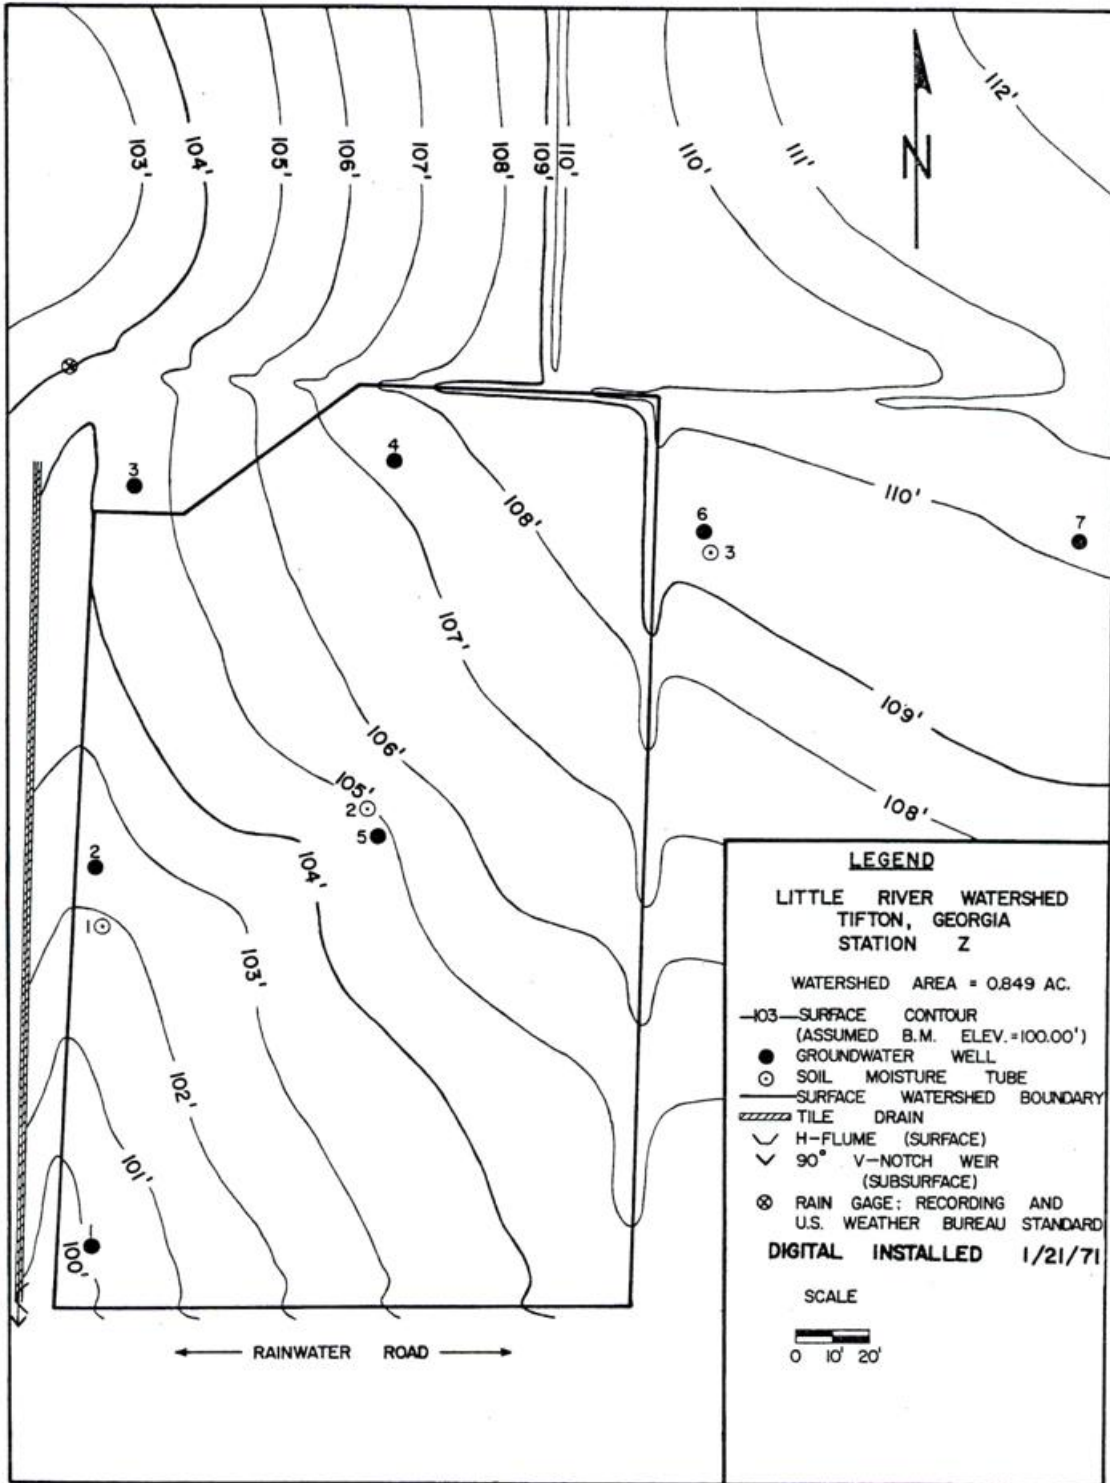 103'
104'
105'
106'
107'
108'
109'
110'
110'
111'
112'
N
3
4
108'
110'
6
3
7
107'
109'
106'
105'
2
5
108'
2
1
104'
103'
102'
101'
1
100'
LEGEND
LITTLE RIVER WATERSHED
TIFTON, GEORGIA
STATION Z
WATERSHED AREA = 0.849 AC.
—103— SURFACE CONTOUR
(ASSUMED B.M. ELEV.=100.00')
GROUNDWATER WELL
SOIL MOISTURE TUBE
SURFACE WATERSHED BOUNDARY
TILE DRAIN
H-FLUME (SURFACE)
90° V-NOTCH WEIR
(SUBSURFACE)
RAIN GAGE: RECORDING AND
U.S. WEATHER BUREAU STANDARD
DIGITAL INSTALLED 1/21/71
SCALE
0 10' 20'
RAINWATER ROAD